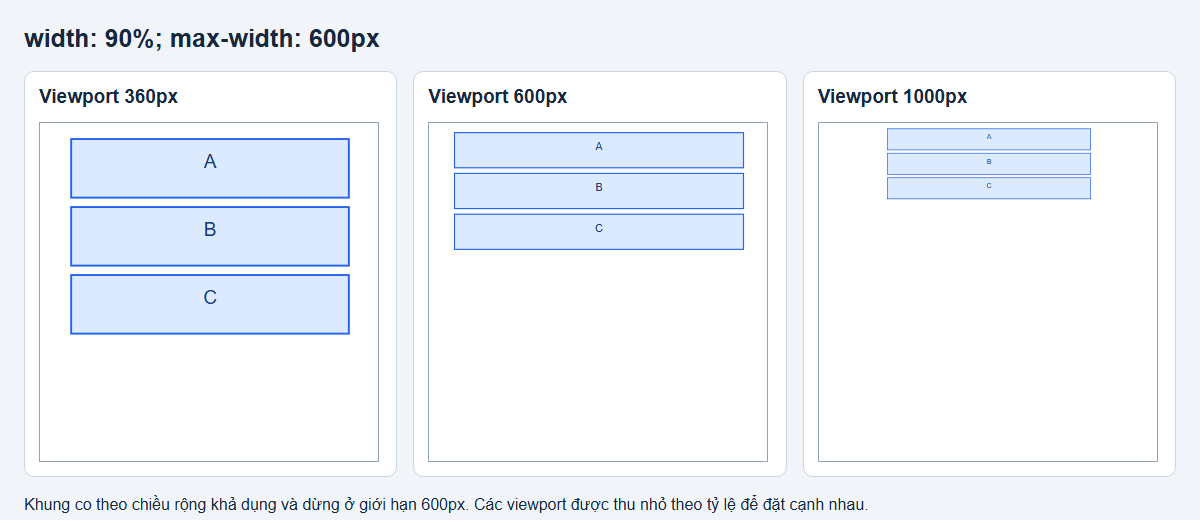 width: 90%; max-width: 600px
Viewport 360px
A
B
C
Viewport 600px
A
B
C
Viewport 1000px
A
B
C
Khung co theo chiều rộng khả dụng và dừng ở giới hạn 600px. Các viewport được thu nhỏ theo tỷ lệ để đặt cạnh nhau.